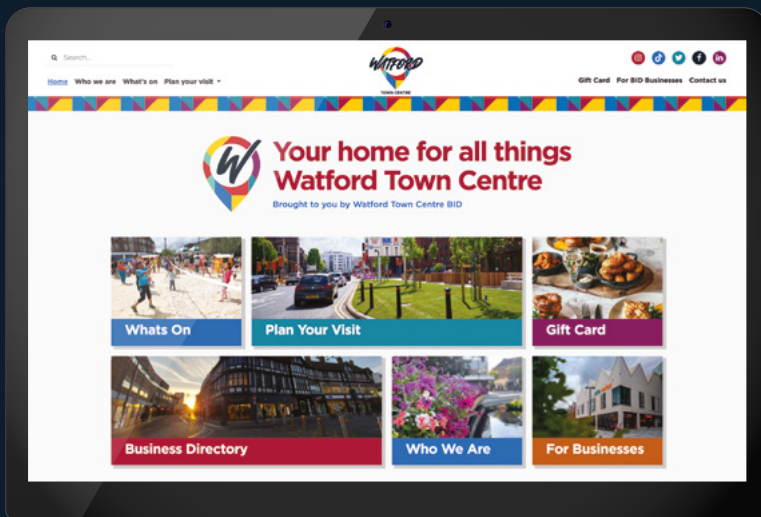 Search...
WATFORD
TOWN CENTRE
Home Who we are What's on Plan your visit
Gift Card For BID Businesses Contact us
W
Your home for all things
Watford Town Centre
Brought to you by Watford Town Centre BID
Whats On
Plan Your Visit
Gift Card
Business Directory
Who We Are
For Businesses